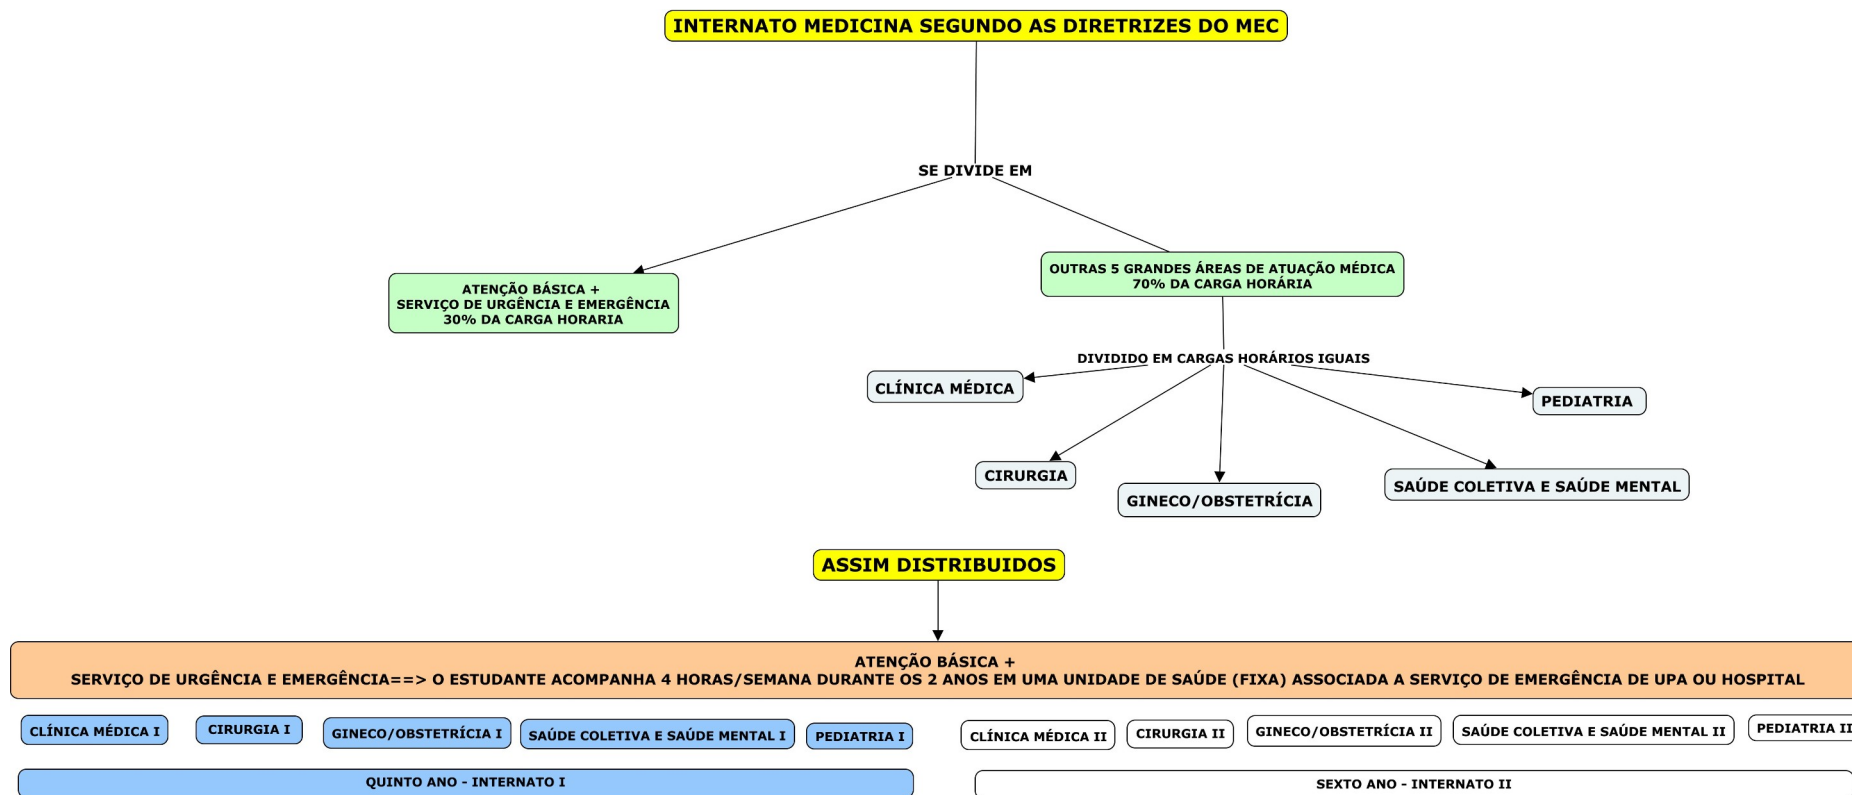 INTERNATO MEDICINA SEGUNDO AS DIRETRIZES DO MEC
SE DIVIDE EM
ATENÇÃO BÁSICA +
SERVIÇO DE URGÊNCIA E EMERGÊNCIA
30% DA CARGA HORARIA
OUTRAS 5 GRANDES ÁREAS DE ATUAÇÃO MÉDICA
70% DA CARGA HORÁRIA
DIVIDIDO EM CARGAS HORÁRIOS IGUAIS
CLÍNICA MÉDICA
PEDIATRIA
CIRURGIA
GINECO/OBSTETRÍCIA
SAÚDE COLETIVA E SAÚDE MENTAL
ASSIM DISTRIBUIDOS
ATENÇÃO BÁSICA +
SERVIÇO DE URGÊNCIA E EMERGÊNCIA==> O ESTUDANTE ACOMPANHA 4 HORAS/SEMANA DURANTE OS 2 ANOS EM UMA UNIDADE DE SAÚDE (FIXA) ASSOCIADA A SERVIÇO DE EMERGÊNCIA DE UPA OU HOSPITAL
CLÍNICA MÉDICA I
CIRURGIA I
GINECO/OBSTETRÍCIA I
SAÚDE COLETIVA E SAÚDE MENTAL I
PEDIATRIA I
CLÍNICA MÉDICA II
CIRURGIA II
GINECO/OBSTETRÍCIA II
SAÚDE COLETIVA E SAÚDE MENTAL II
PEDIATRIA II
QUINTO ANO - INTERNATO I
SEXTO ANO - INTERNATO II